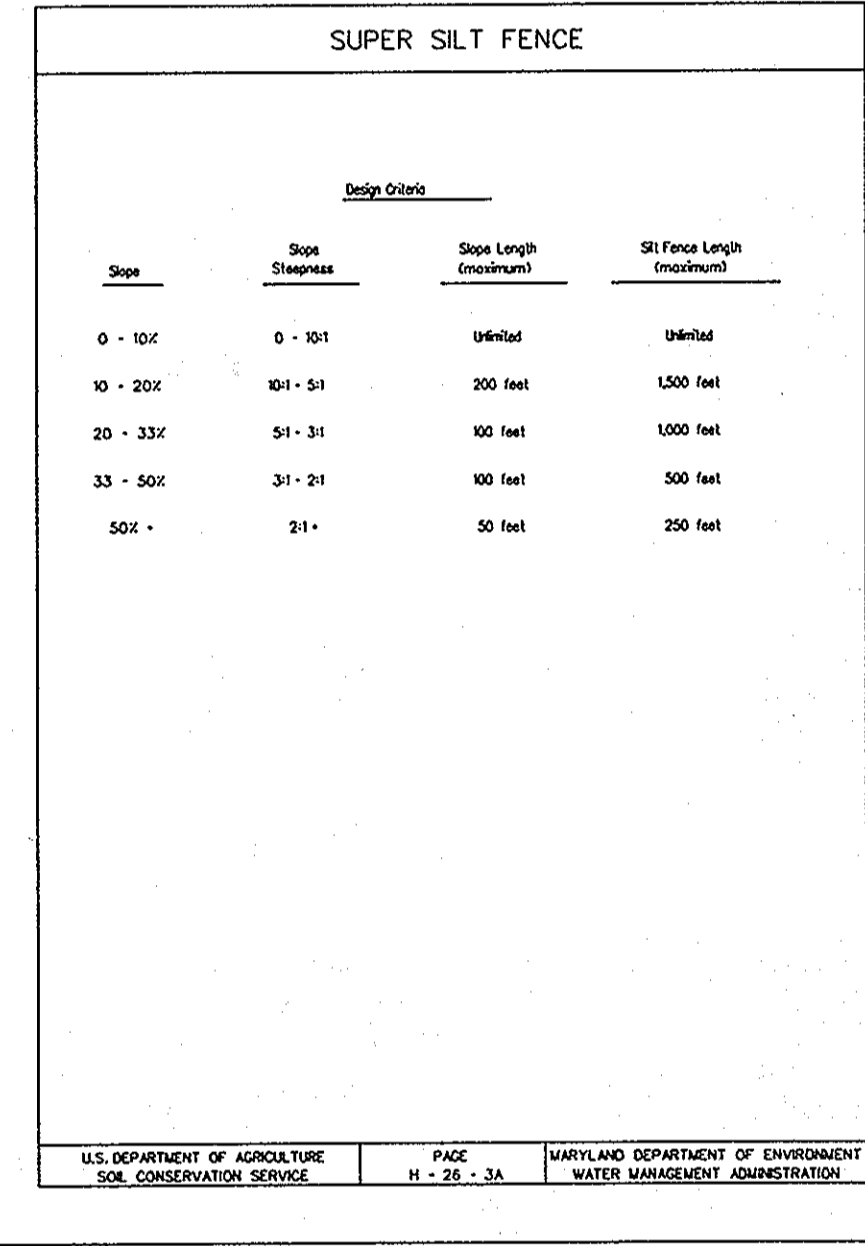 SUPER SILT FENCE
Design Criteria
Slope
Slope Steepness
Slope Length (maximum)
Silt Fence Length (maximum)
0 - 10% 0 - 10:1 Unlimited Unlimited
10 - 20% 10:1 - 5:1 200 feet 1,500 feet
20 - 33% 5:1 - 3:1 100 feet 1,000 feet
33 - 50% 3:1 - 2:1 100 feet 500 feet
50% + 2:1 + 50 feet 250 feet
U.S. DEPARTMENT OF AGRICULTURE
SOIL CONSERVATION SERVICE
PAGE
H - 26 - 3A
MARYLAND DEPARTMENT OF ENVIRONMENT
WATER MANAGEMENT ADMINISTRATION